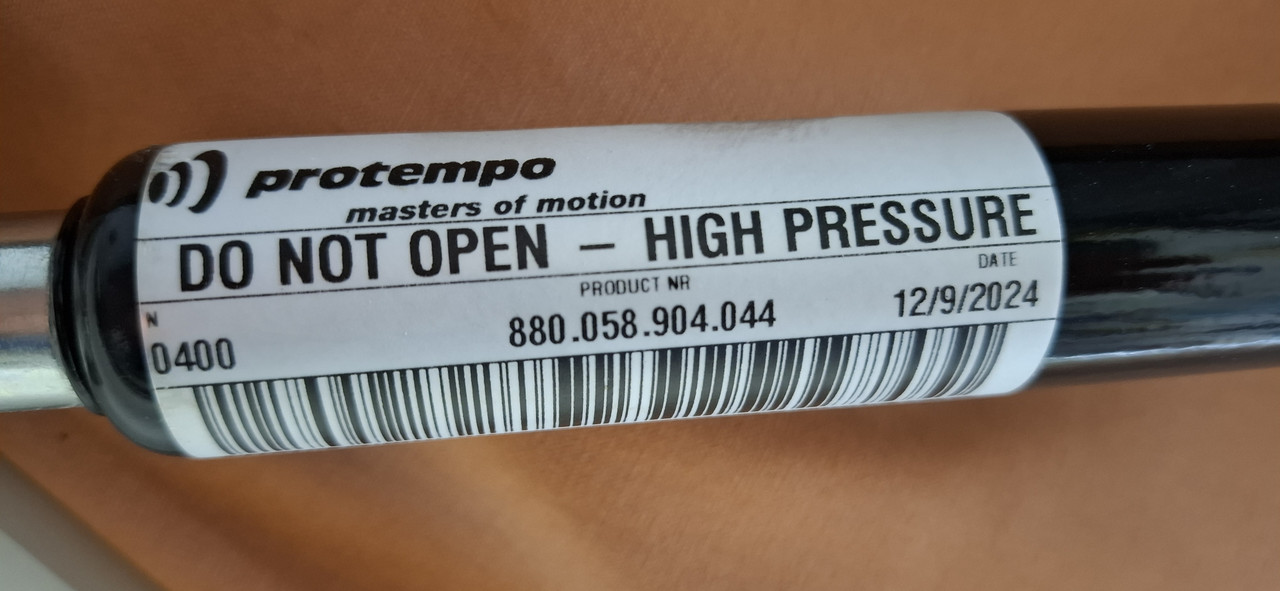 protempo
masters of motion
DO NOT OPEN – HIGH PRESSURE
N PRODUCT NR DATE
0400 880.058.904.044 12/9/2024